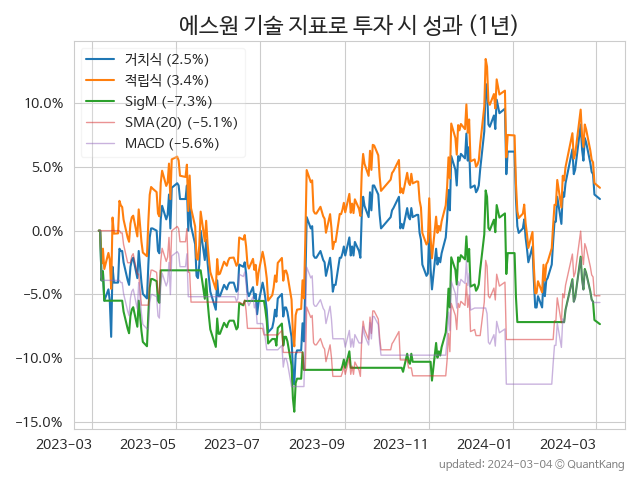 에스원 기술 지표로 투자 시 성과 (1년)
거치식 (2.5%)
적립식 (3.4%)
SigM (−7.3%)
SMA(20) (−5.1%)
MACD (−5.6%)
10.0%
5.0%
0.0%
−5.0%
−10.0%
−15.0%
2023-03 2023-05 2023-07 2023-09 2023-11 2024-01 2024-03
updated: 2024-03-04 © QuantKang